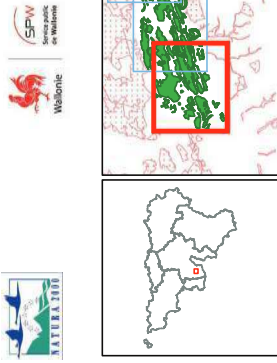 SPW
Service public
de Wallonie
Wallonie
NATURA 2000